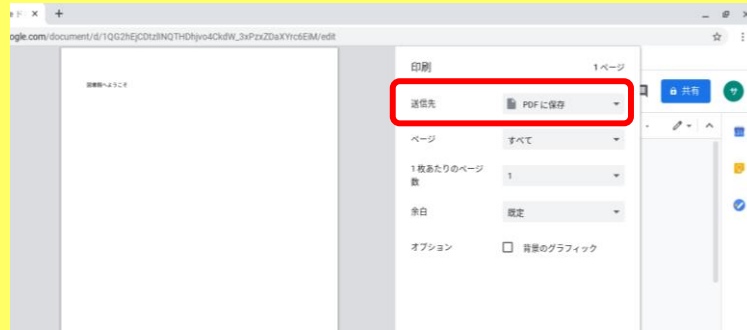 ogle.com/document/d/1QG2hEjCDtzllNQTHDhjvo4CkdW_3xPzxZDaXYrc6EiM/edit
印刷
1 ページ
図書館へようこそ
送信先
PDF に保存
共有
サ
ページ
すべて
1 枚あたりのページ
数
1
余白
既定
オプション
背景のグラフィック